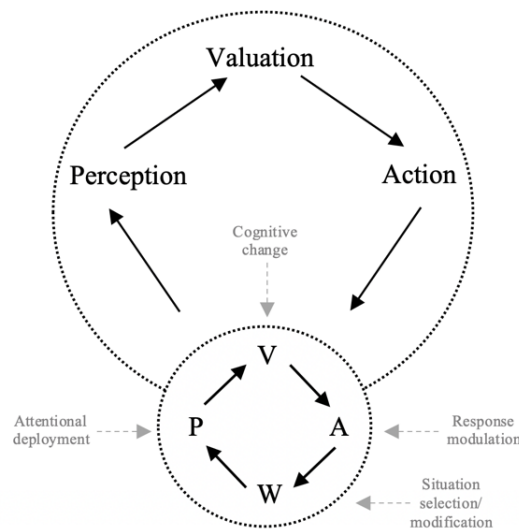 Valuation
Perception
Action
Cognitive
change
V
Attentional
deployment
P
A
Response
modulation
W
Situation
selection/
modification